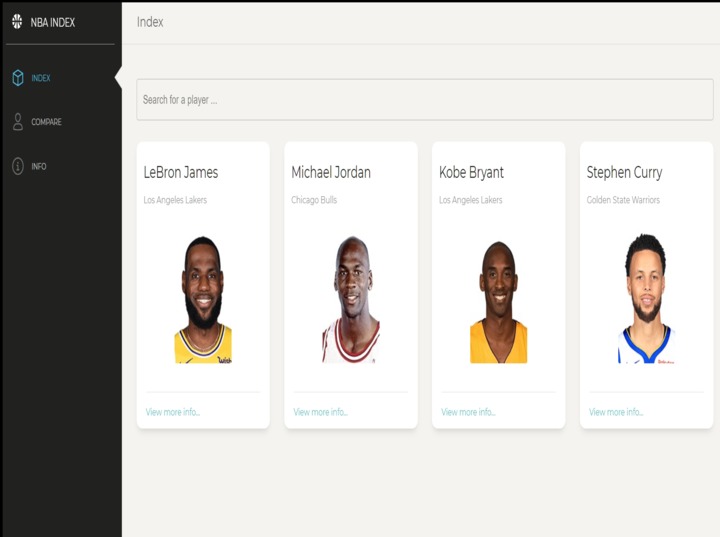 NBA INDEX
Index
INDEX
COMPARE
INFO
Search for a player ...
LeBron James
Los Angeles Lakers
View more info...
Michael Jordan
Chicago Bulls
View more info...
Kobe Bryant
Los Angeles Lakers
View more info...
Stephen Curry
Golden State Warriors
View more info...